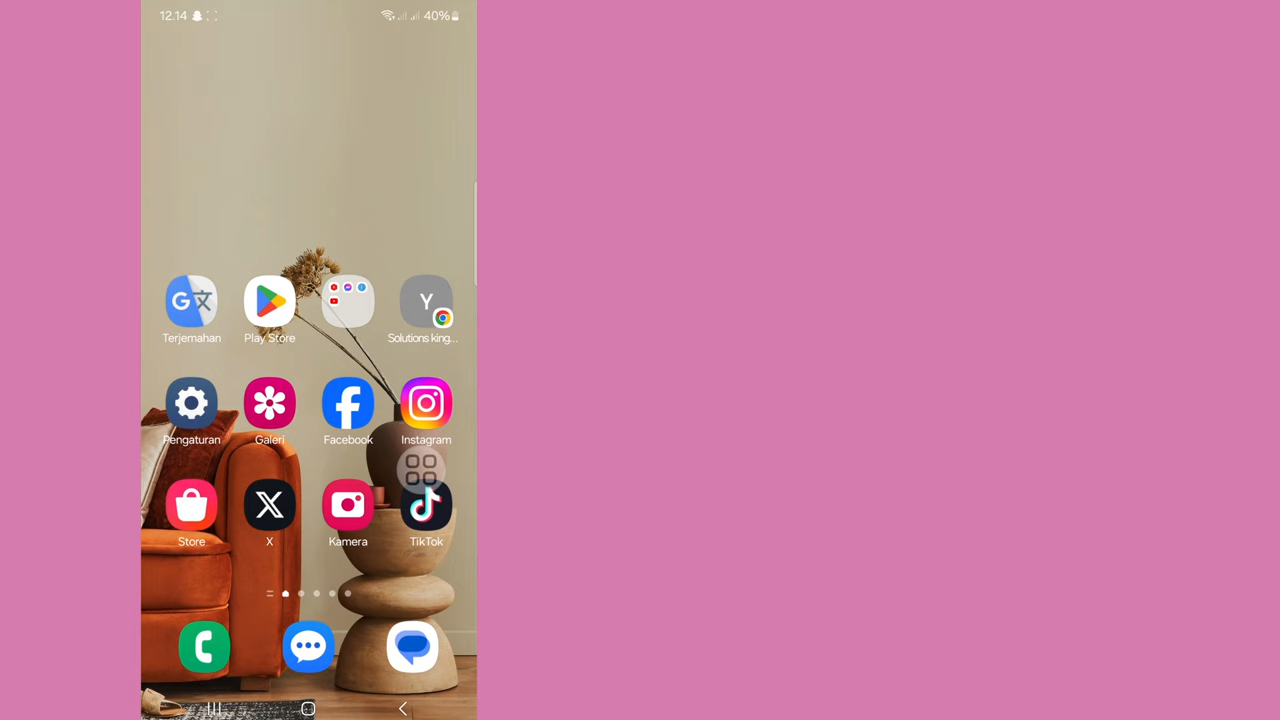 12.14
40%
Y
Terjemahan
Play Store
Solutions king...
Pengaturan
Galeri
Facebook
Instagram
Store
X
Kamera
TikTok